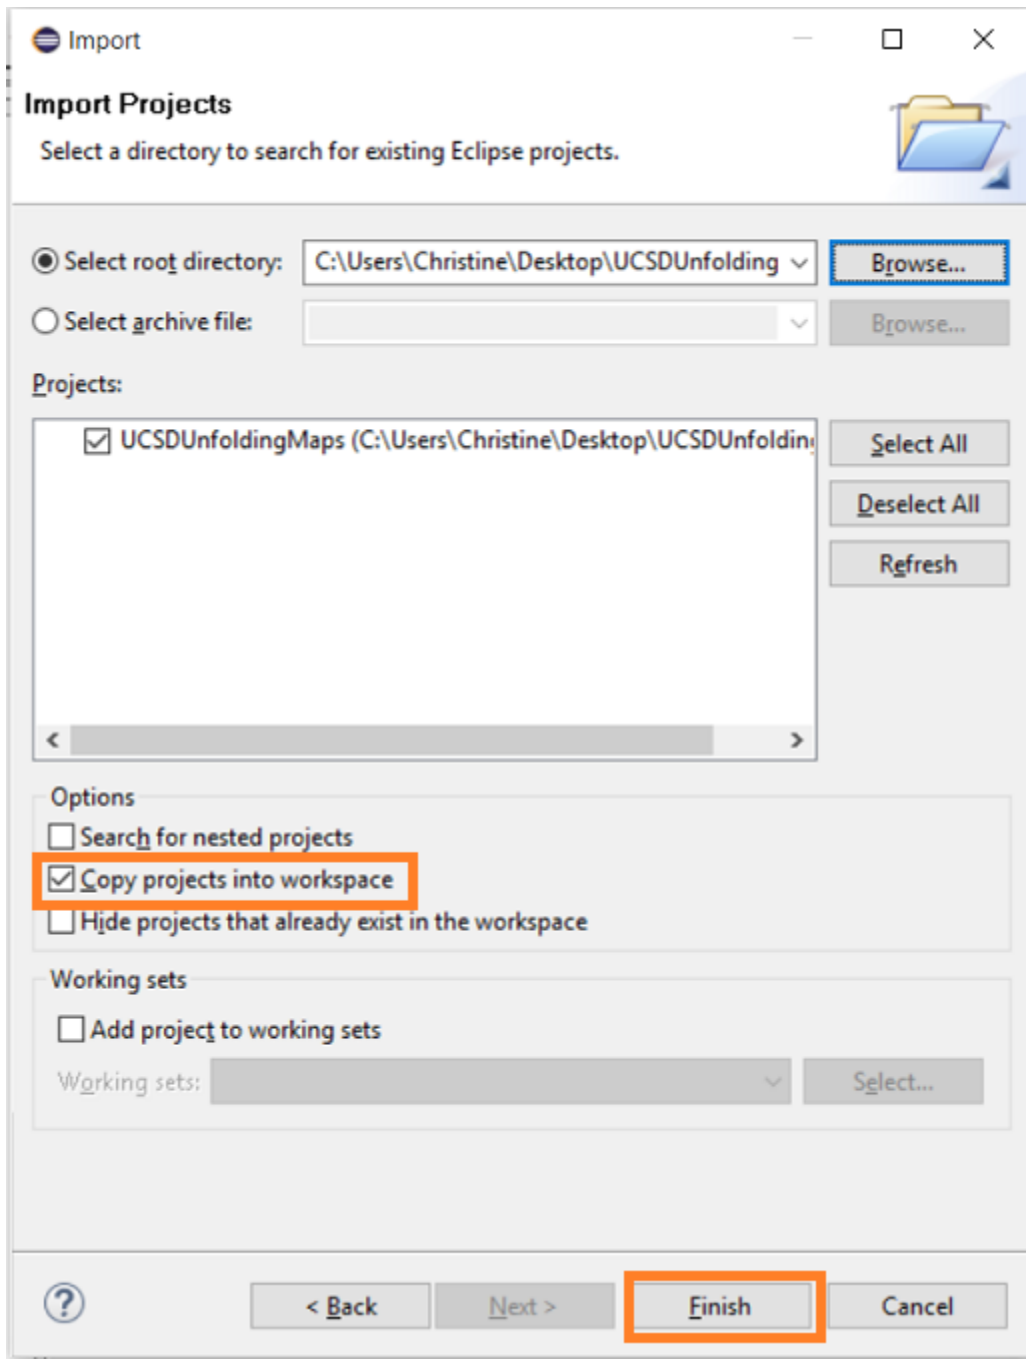 Import
Import Projects
Select a directory to search for existing Eclipse projects.
Select root directory: C:\Users\Christine\Desktop\UCSDUnfolding Browse...
Select archive file: Browse...
Projects:
UCSDUnfoldingMaps (C:\Users\Christine\Desktop\UCSDUnfolding
Select All
Deselect All
Refresh
Options
Search for nested projects
Copy projects into workspace
Hide projects that already exist in the workspace
Working sets
Add project to working sets
Working sets: Select...
? < Back Next > Finish Cancel